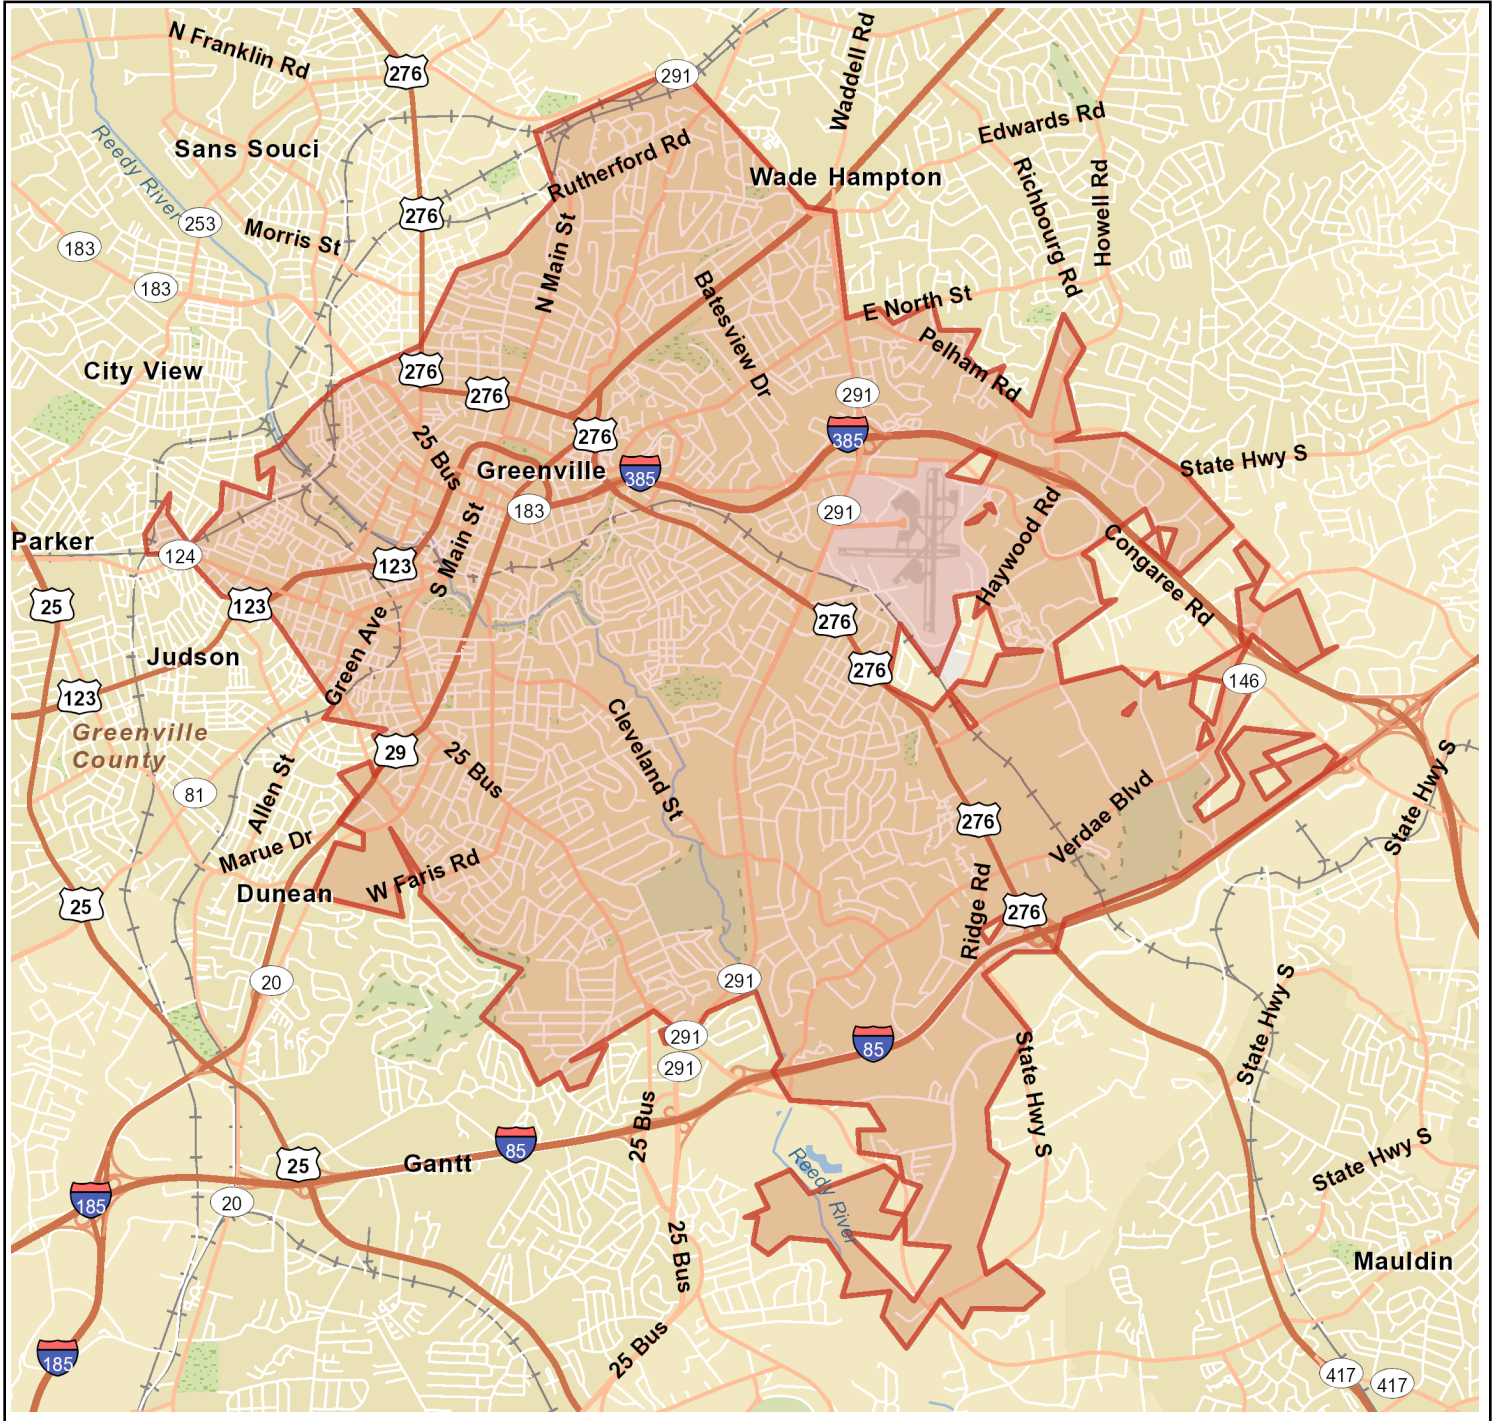 N Franklin Rd
276
291
Waddell Rd
Edwards Rd
Sans Souci
Reedy River
Rutherford Rd
Wade Hampton
Richbourg Rd
Howell Rd
276
253
Morris St
183
183
N Main St
Batesview Dr
E North St
Pelham Rd
City View
276
276
291
25 Bus
276
385
Greenville
385
State Hwy S
183
291
S Main St
Haywood Rd
Congaree Rd
Parker
124
123
25
123
276
Green Ave
Judson
276
146
123
Greenville
County
29
25 Bus
Cleveland St
81
Allen St
State Hwy S
276
Verdae Blvd
Marue Dr
W Faris Rd
Dunean
25
Ridge Rd
276
20
291
State Hwy S
291
85
291
State Hwy S
25 Bus
85
Gantt
25
Reedy River
State Hwy S
185
20
25 Bus
Mauldin
25 Bus
185
417
417